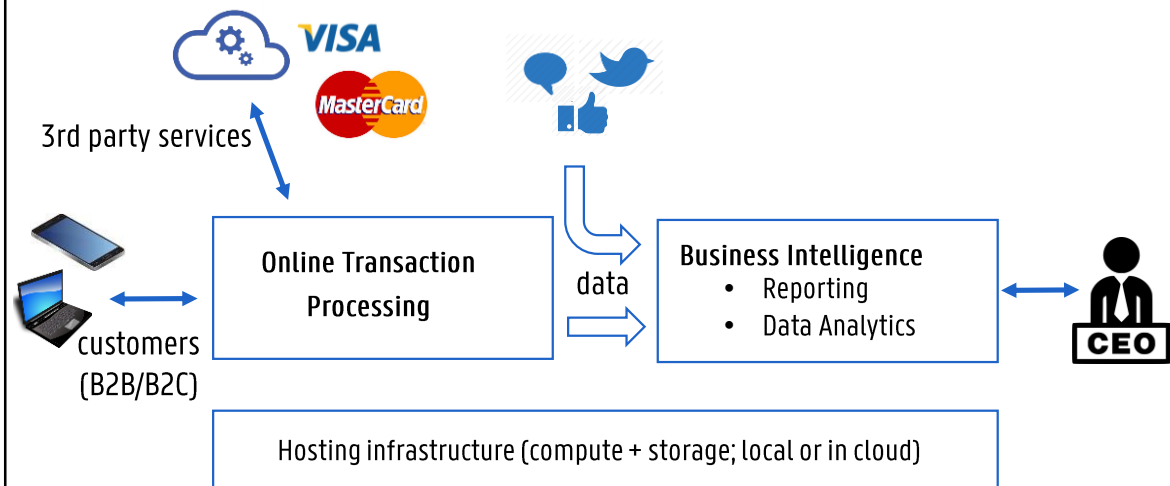 VISA
MasterCard
3rd party services
Online Transaction
Processing
data
Business Intelligence
• Reporting
• Data Analytics
CEO
customers
(B2B/B2C)
Hosting infrastructure (compute + storage; local or in cloud)